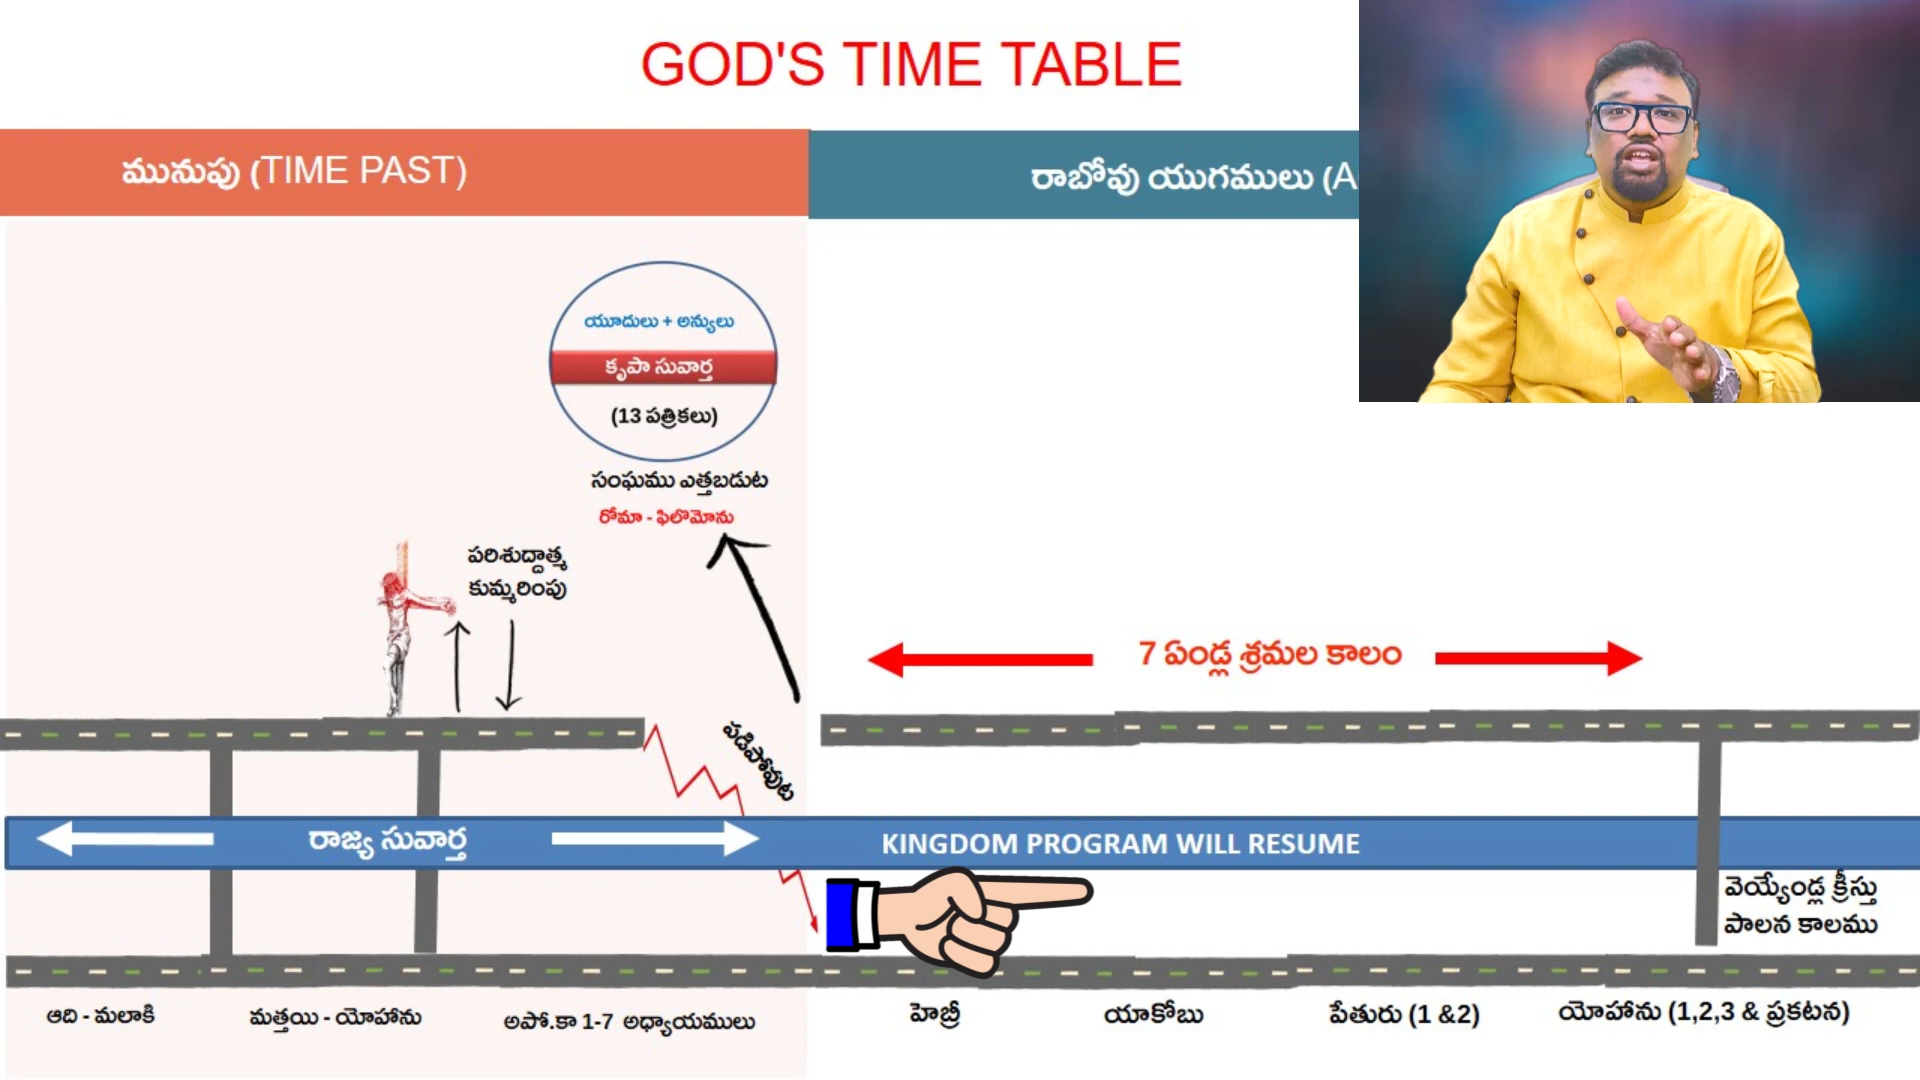 GOD'S TIME TABLE
మునుపు (TIME PAST)
రాబోవు యుగములు (A
యూదులు + అన్యులు
కృపా సువార్త
(13 పత్రికలు)
సంఘము ఎత్తబడుట
రోమా - ఫిలొమోను
పరిశుద్దాత్మ
కుమ్మరింపు
7 ఏండ్ల శ్రమల కాలం
పడిపోవుట
రాజ్య సువార్త
KINGDOM PROGRAM WILL RESUME
వెయ్యేండ్ల క్రీస్తు
పాలన కాలము
ఆది - మలాకి
మత్తయి - యోహాను
అపో.కా 1-7 అధ్యాయములు
హెబ్రీ
యాకోబు
పేతురు (1 &2)
యోహాను (1,2,3 & ప్రకటన)